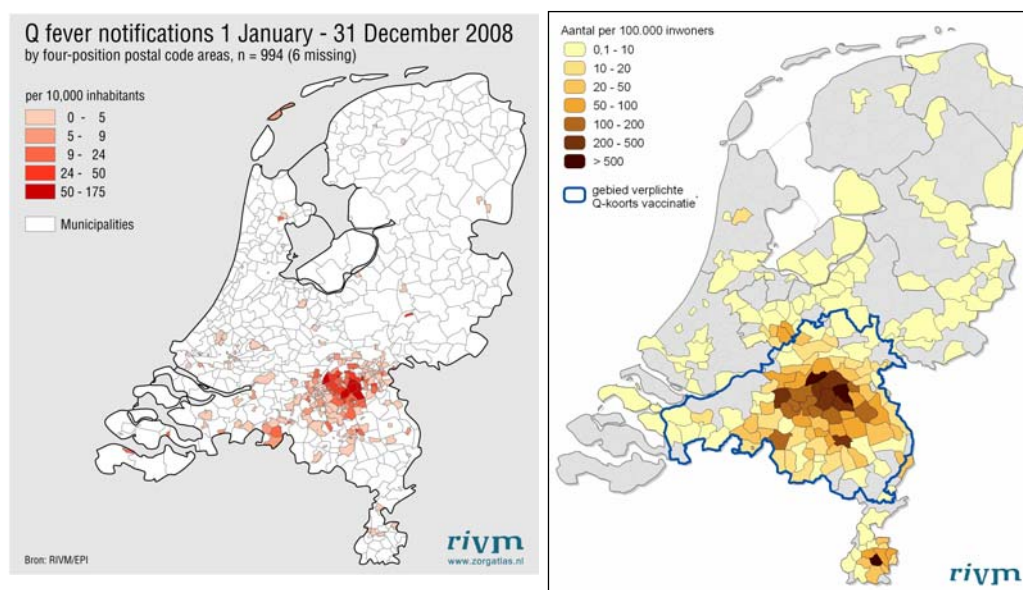 Q fever notifications 1 January - 31 December 2008
by four-position postal code areas, n = 994 (6 missing)
per 10,000 inhabitants
0 - 5
5 - 9
9 - 24
24 - 50
50 - 175
Municipalities
Bron: RIVM/EPI
rivm
www.zorgatlas.nl
Aantal per 100.000 inwoners
0,1 - 10
10 - 20
20 - 50
50 - 100
100 - 200
200 - 500
> 500
gebied verplichte
Q-koorts vaccinatie
rivm